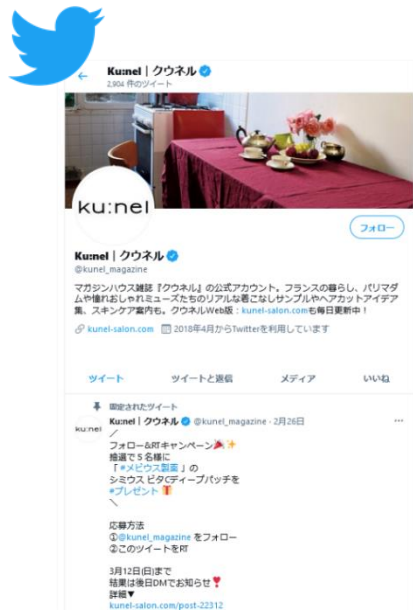 Ku:nel｜クウネル
2,904 件のツイート
ku:nel
フォロー
Ku:nel｜クウネル
@kunel_magazine
マガジンハウス雑誌『クウネル』の公式アカウント。フランスの暮らし、パリマダ
ムや憧れおしゃれミューズたちのリアルな着こなしサンプルやヘアカットアイデア
集、スキンケア案内も。クウネルWeb版：kunel-salon.comも毎日更新中！
kunel-salon.com 2018年4月からTwitterを利用しています
ツイート ツイートと返信 メディア いいね
固定されたツイート
ku:nel
Ku:nel｜クウネル @kunel_magazine · 2月26日
／
フォロー&RTキャンペーン🎉✨
抽選で５名様に
「 #メビウス製薬 」の
シミウス ビタCディープパッチを
#プレゼント 🎁
＼
応募方法
①@kunel_magazine をフォロー
②このツイートをRT
3月12日(日)まで
結果は後日DMでお知らせ❣
詳細▼
kunel-salon.com/post-22312